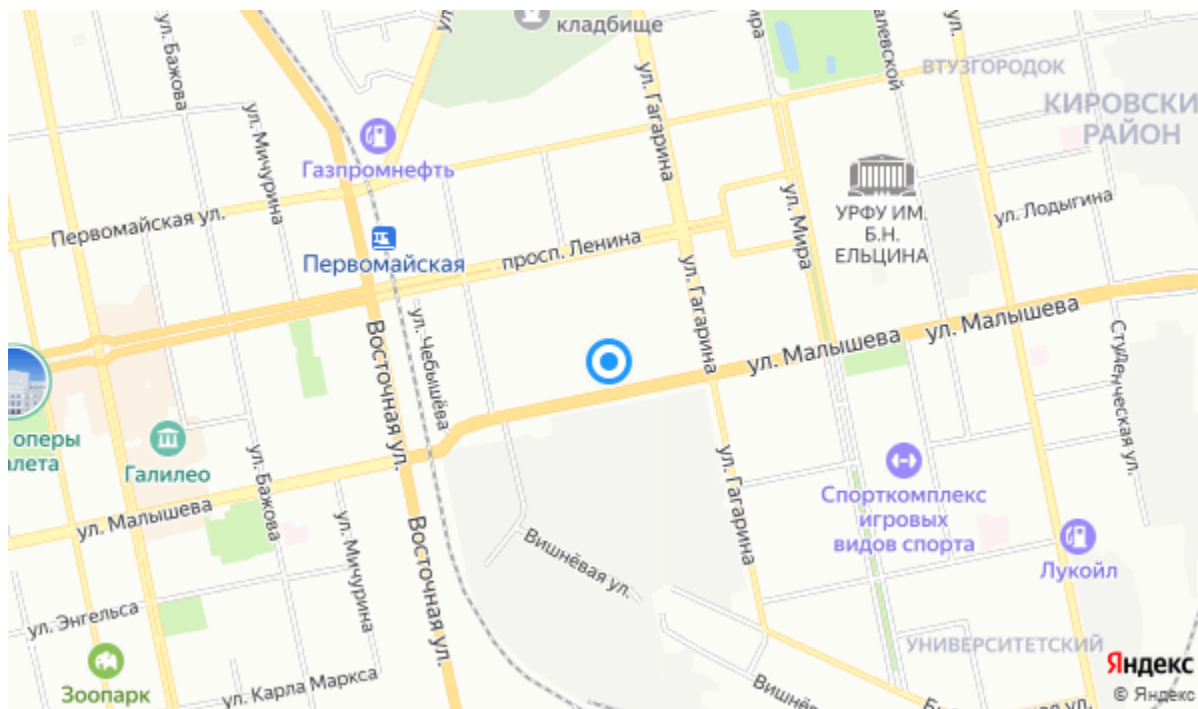 ул. Бажова
ул.
кладбище
ул. Гагарина
ВТУЗГОРОДОК
КИРОВСКИ
РАЙОН
ул. Мичурина
Газпромнефть
Первомайская ул.
ул. Мира
УРФУ ИМ.
Б.Н.
ЕЛЬЦИНА
ул. Лодыгина
Первомайская
просп. Ленина
ул. Гагарина
ул. Чебышёва
Восточная ул.
ул. Малышева
ул. Малышева
Студенческая ул.
оперы
алета
Галилео
ул. Бажова
ул. Гагарина
Спорткомплекс
игровых
видов спорта
ул. Малышева
ул. Мичурина
Вишнёвая ул.
Лукойл
Восточная ул.
ул. Энгельса
УНИВЕРСИТЕТСКИЙ
Зоопарк
ул. Карла Маркса
Вишнёвая
Яндекс
© Яндекс